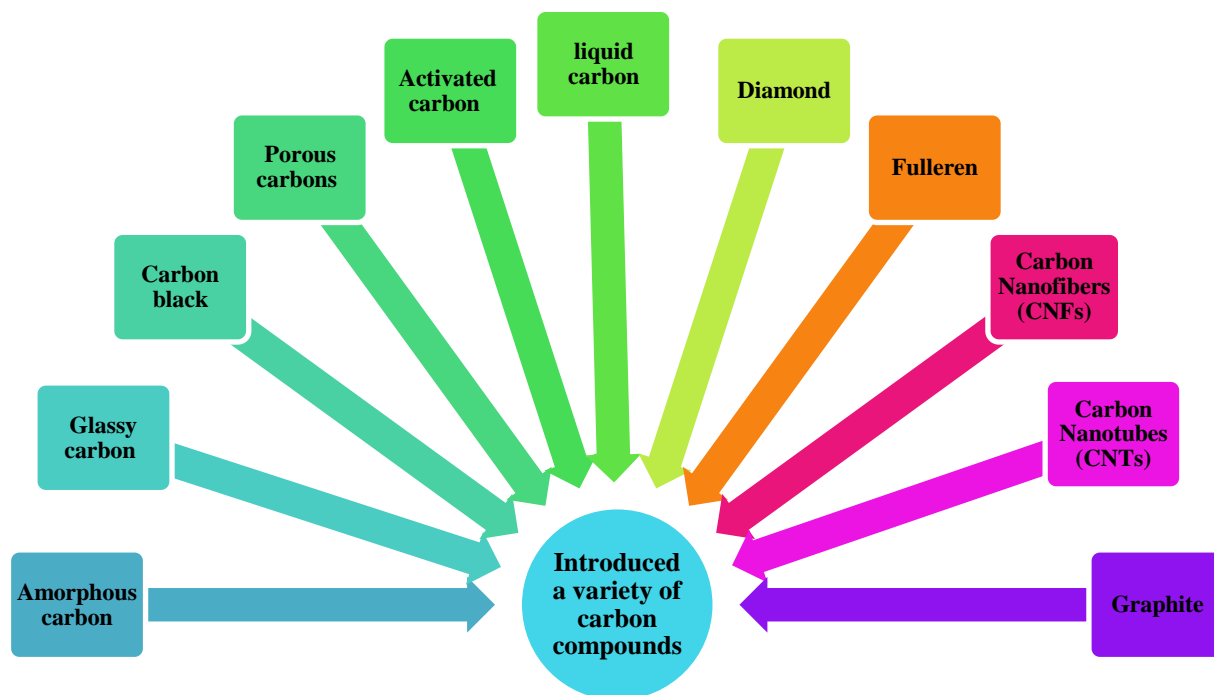 Amorphous
carbon
Glassy
carbon
Carbon
black
Porous
carbons
Activated
carbon
liquid
carbon
Diamond
Fulleren
Carbon
Nanofibers
(CNFs)
Carbon
Nanotubes
(CNTs)
Graphite
Introduced
a variety of
carbon
compounds